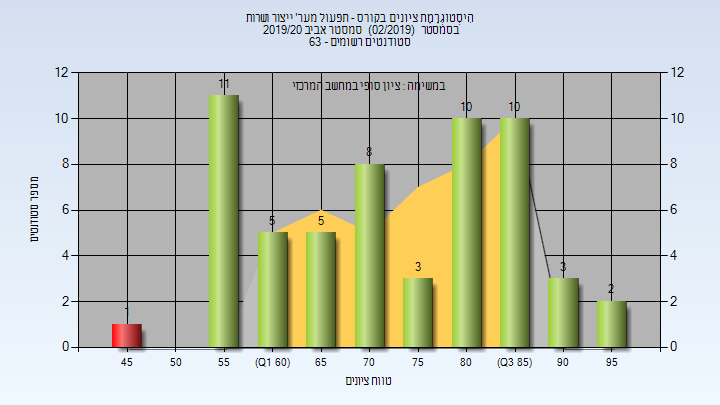 היסטוגרמת ציונים בקורס - תפעול מער' ייצור ושרות
בסמסטר (02/2019) סמסטר אביב 2019/20
סטודנטים רשומים - 63
במשימה : ציון סופי במחשב המרכזי
מספר סטודנטים
12 12
10 10
8 8
6 6
4 4
2 2
0 0
1 11 5 5 8 3 10 10 3 2
45 50 55 (Q1 60) 65 70 75 80 (Q3 85) 90 95
טווח ציונים